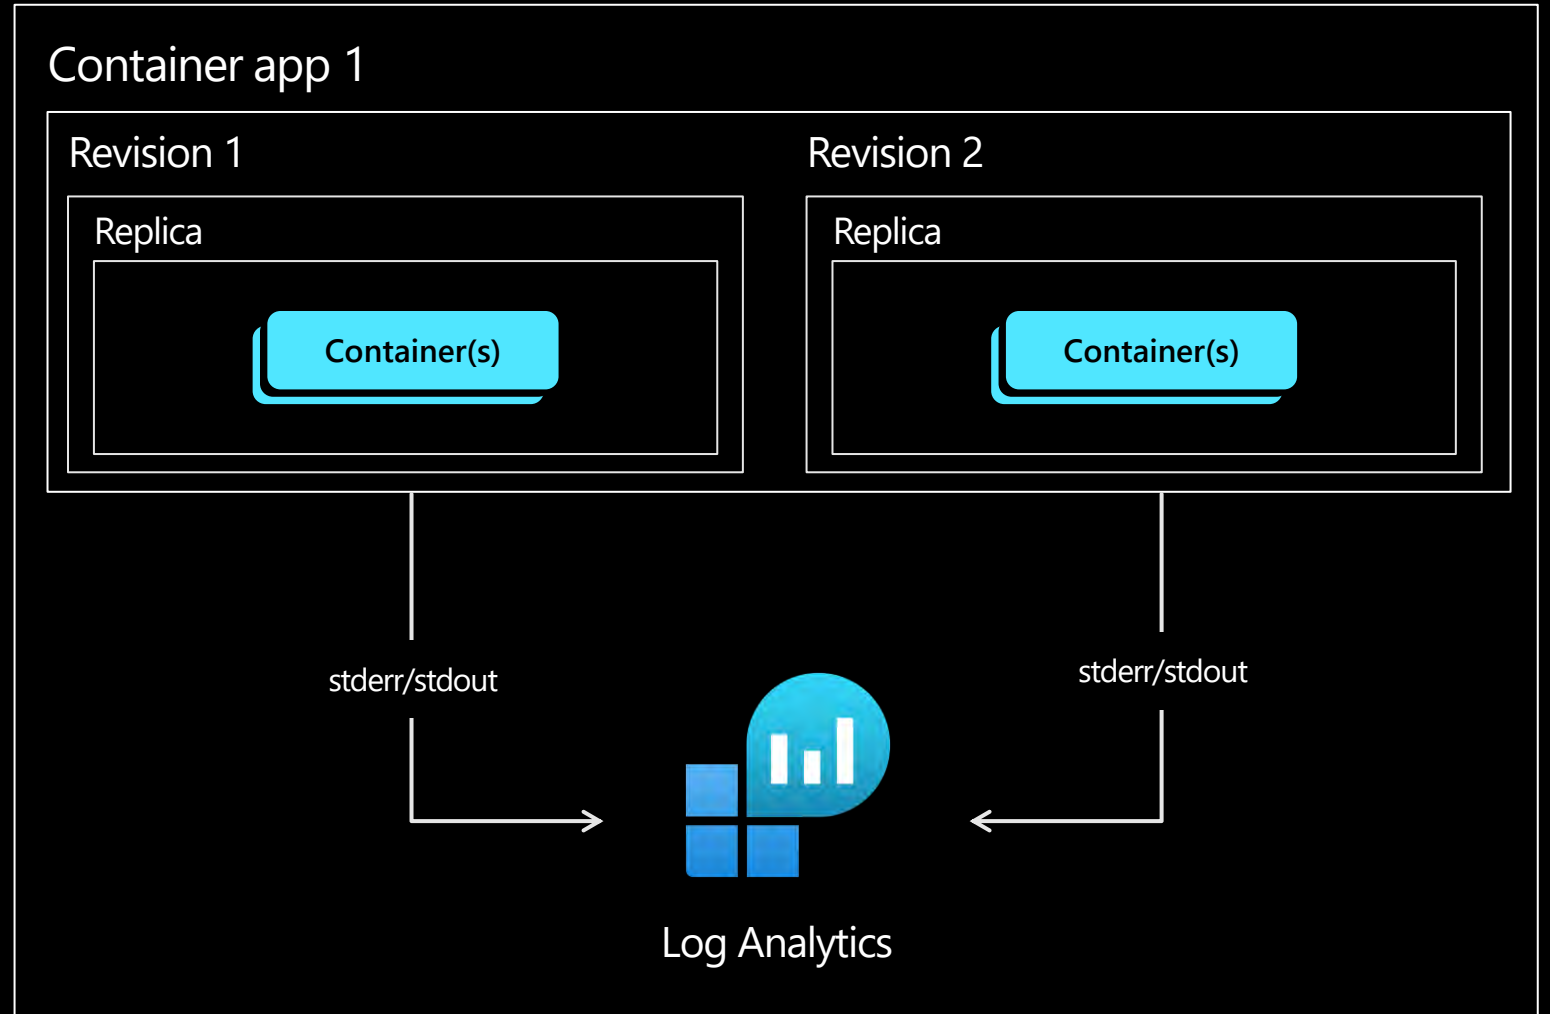 Container app 1
Revision 1
Revision 2
Replica
Replica
Container(s)
Container(s)
stderr/stdout
stderr/stdout
Log Analytics